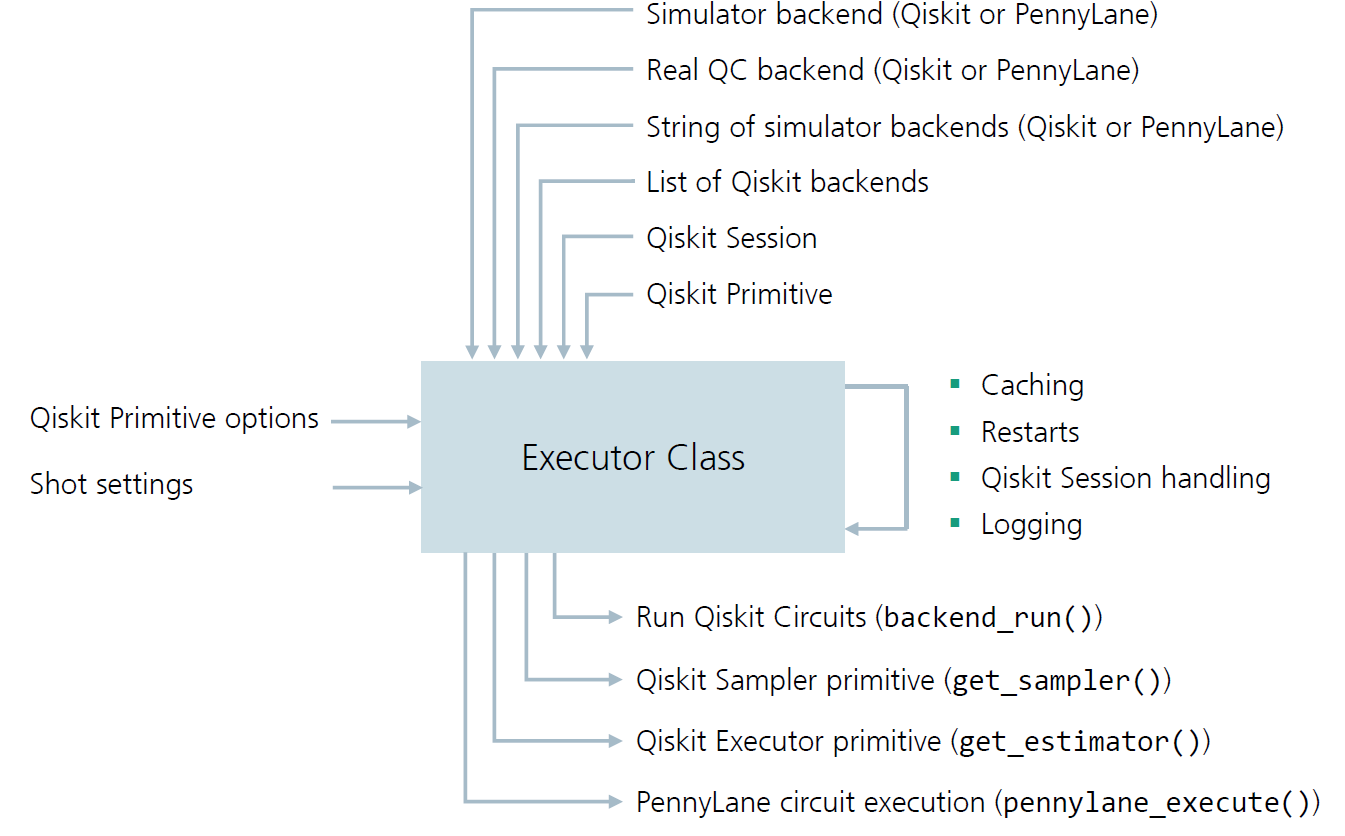 Simulator backend (Qiskit or PennyLane)
Real QC backend (Qiskit or PennyLane)
String of simulator backends (Qiskit or PennyLane)
List of Qiskit backends
Qiskit Session
Qiskit Primitive
Qiskit Primitive options
Shot settings
Executor Class
Caching
Restarts
Qiskit Session handling
Logging
Run Qiskit Circuits (backend_run())
Qiskit Sampler primitive (get_sampler())
Qiskit Executor primitive (get_estimator())
PennyLane circuit execution (pennylane_execute())